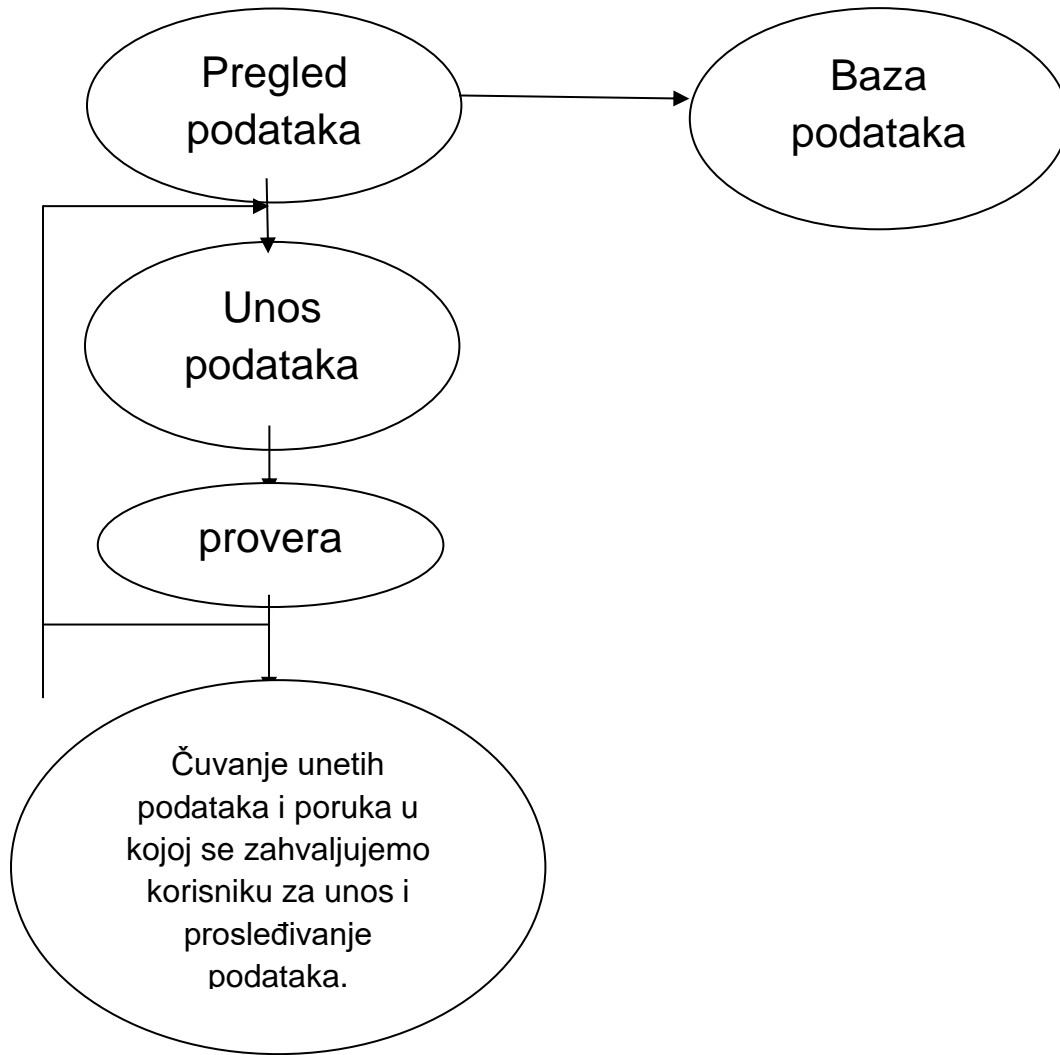 Pregled
podataka
Baza
podataka
Unos
podataka
provera
Čuvanje unetih
podataka i poruka u
kojoj se zahvaljujemo
korisniku za unos i
prosleđivanje
podataka.